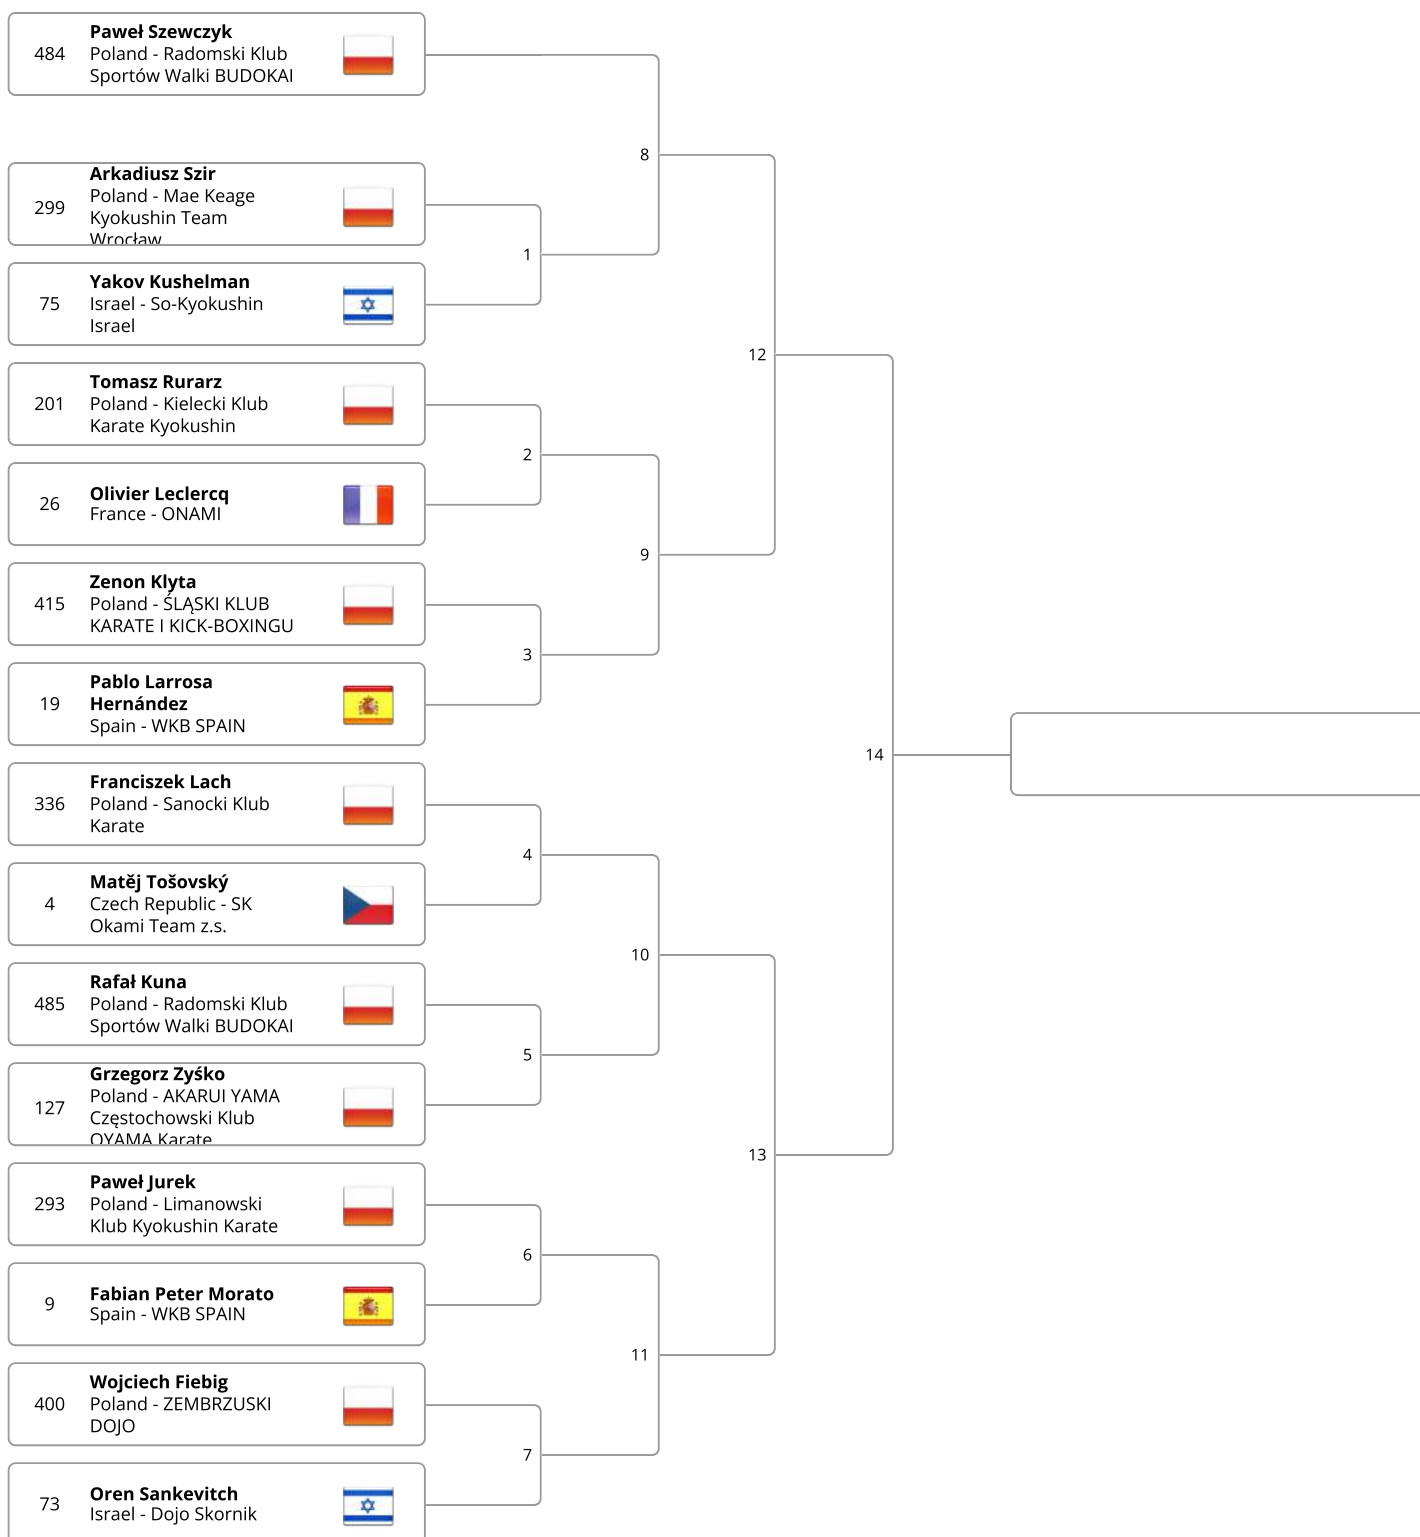 484
Paweł Szewczyk
Poland - Radomski Klub
Sportów Walki BUDOKAI
8
299
Arkadiusz Szir
Poland - Mae Keage
Kyokushin Team
Wrocław
1
75
Yakov Kushelman
Israel - So-Kyokushin
Israel
12
201
Tomasz Rurarz
Poland - Kielecki Klub
Karate Kyokushin
2
26
Olivier Leclercq
France - ONAMI
9
415
Zenon Klyta
Poland - ŚLĄSKI KLUB
KARATE I KICK-BOXINGU
3
19
Pablo Larrosa
Hernández
Spain - WKB SPAIN
14
336
Franciszek Lach
Poland - Sanocki Klub
Karate
4
4
Matěj Tošovský
Czech Republic - SK
Okami Team z.s.
10
485
Rafał Kuna
Poland - Radomski Klub
Sportów Walki BUDOKAI
5
127
Grzegorz Zyśko
Poland - AKARUI YAMA
Częstochowski Klub
OYAMA Karate
13
293
Paweł Jurek
Poland - Limanowski
Klub Kyokushin Karate
6
9
Fabian Peter Morato
Spain - WKB SPAIN
11
400
Wojciech Fiebig
Poland - ZEMBRZUSKI
DOJO
7
73
Oren Sankevitch
Israel - Dojo Skornik